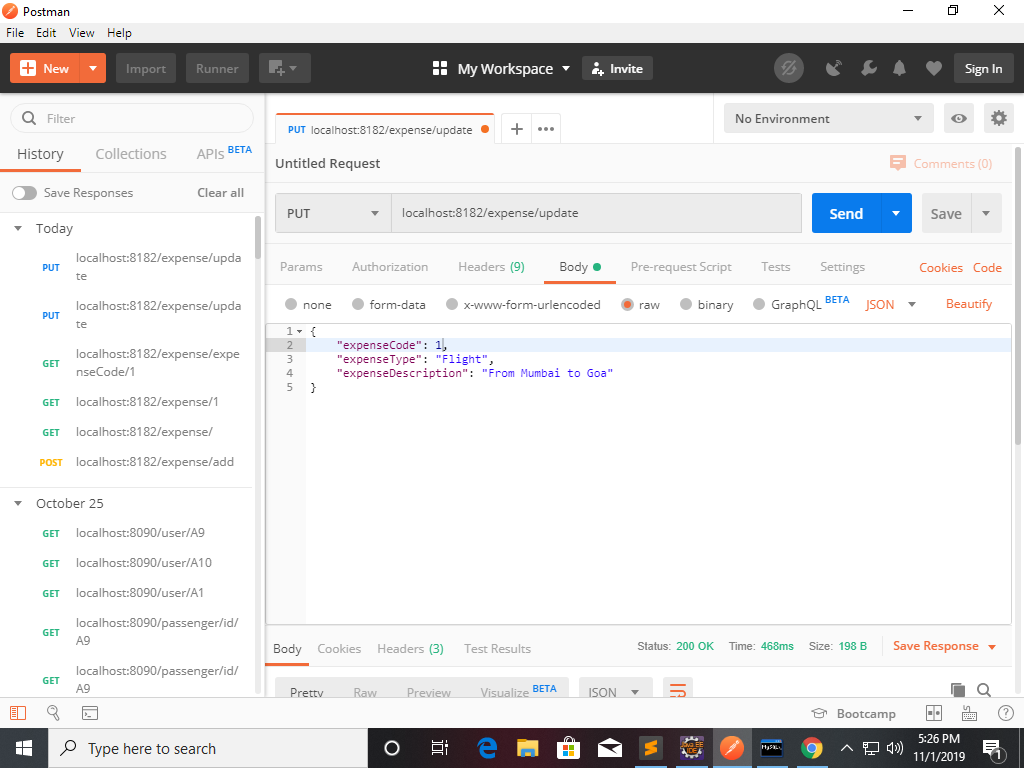 Postman
File Edit View Help
New Import Runner My Workspace Invite Sign In
Filter
History Collections APIs BETA
Save Responses Clear all
Today
PUT localhost:8182/expense/upda
te
PUT localhost:8182/expense/upda
te
GET localhost:8182/expense/expe
nseCode/1
GET localhost:8182/expense/1
GET localhost:8182/expense/
POST localhost:8182/expense/add
October 25
GET localhost:8090/user/A9
GET localhost:8090/user/A10
GET localhost:8090/user/A1
GET localhost:8090/passenger/id/
A9
GET localhost:8090/passenger/id/
A9
PUT localhost:8182/expense/update No Environment
Untitled Request Comments (0)
PUT localhost:8182/expense/update Send Save
Params Authorization Headers (9) Body Pre-request Script Tests Settings Cookies Code
none form-data x-www-form-urlencoded raw binary GraphQL BETA JSON Beautify
1 {
2 "expenseCode": 1,
3 "expenseType": "Flight",
4 "expenseDescription": "From Mumbai to Goa"
5 }
Body Cookies Headers (3) Test Results Status: 200 OK Time: 468ms Size: 198 B Save Response
Pretty Raw Preview Visualize BETA JSON
Bootcamp
Type here to search
5:26 PM
11/1/2019
1